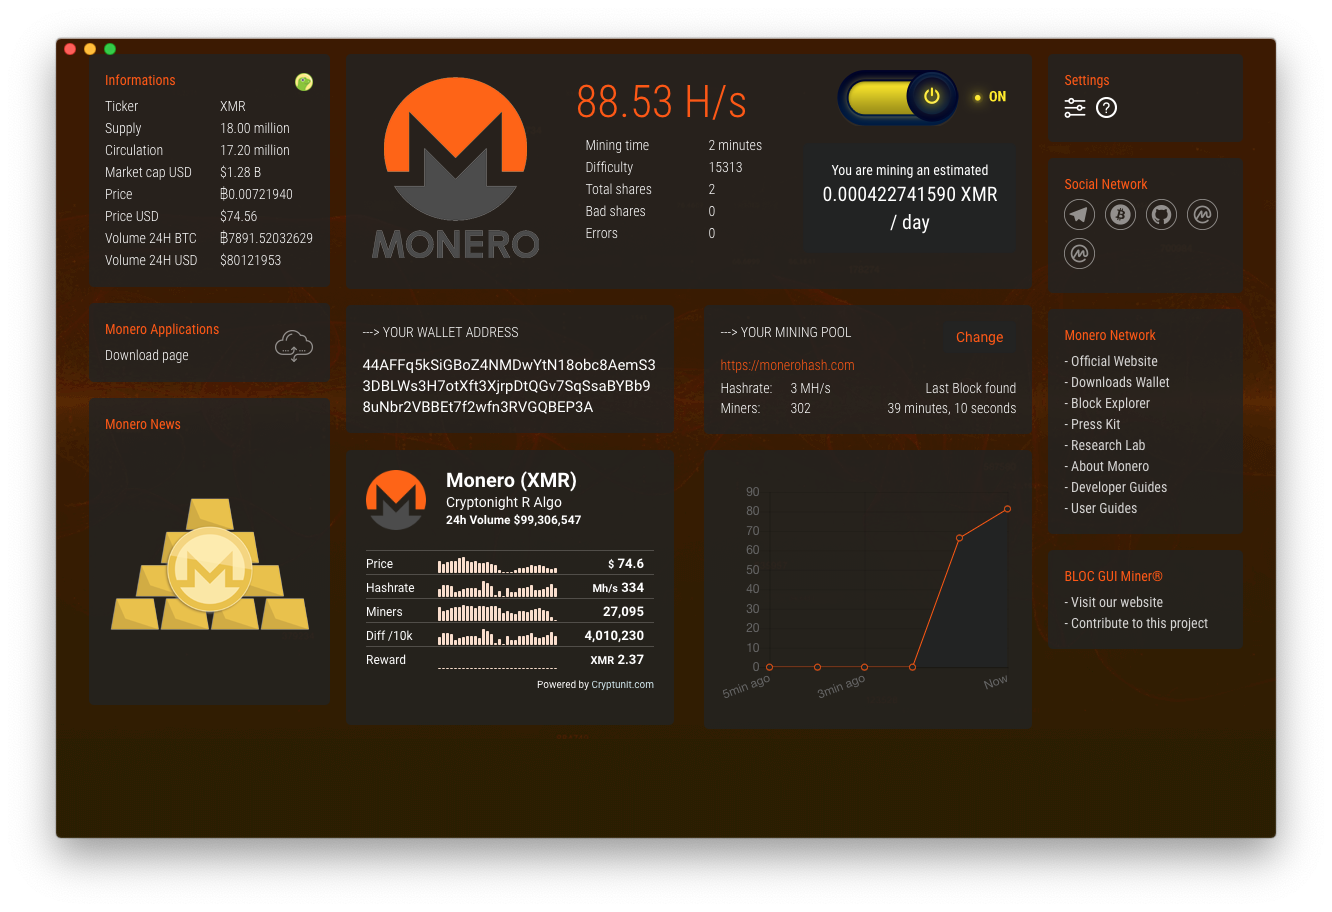 Informations
Ticker XMR
Supply 18.00 million
Circulation 17.20 million
Market cap USD $1.28 B
Price ₿0.00721940
Price USD $74.56
Volume 24H BTC ₿7891.52032629
Volume 24H USD $80121953
Monero Applications
Download page
Monero News
MONERO
88.53 H/s
Mining time 2 minutes
Difficulty 15313
Total shares 2
Bad shares 0
Errors 0
ON
You are mining an estimated
0.000422741590 XMR
/ day
---> YOUR WALLET ADDRESS
44AFFq5kSiGBoZ4NMDwYtN18obc8AemS3
3DBLWs3H7otXft3XjrpDtQGv7SqSsaBYBb9
8uNbr2VBBEt7f2wfn3RVGQBEP3A
---> YOUR MINING POOL
Change
https://monerohash.com
Hashrate: 3 MH/s Last Block found
Miners: 302 39 minutes, 10 seconds
Monero (XMR)
Cryptonight R Algo
24h Volume $99,306,547
Price $ 74.6
Hashrate Mh/s 334
Miners 27,095
Diff /10k 4,010,230
Reward XMR 2.37
Powered by Cryptunit.com
90
80
70
60
50
40
30
20
10
0
5min ago 3min ago Now
Settings
Social Network
Monero Network
- Official Website
- Downloads Wallet
- Block Explorer
- Press Kit
- Research Lab
- About Monero
- Developer Guides
- User Guides
BLOC GUI Miner®
- Visit our website
- Contribute to this project